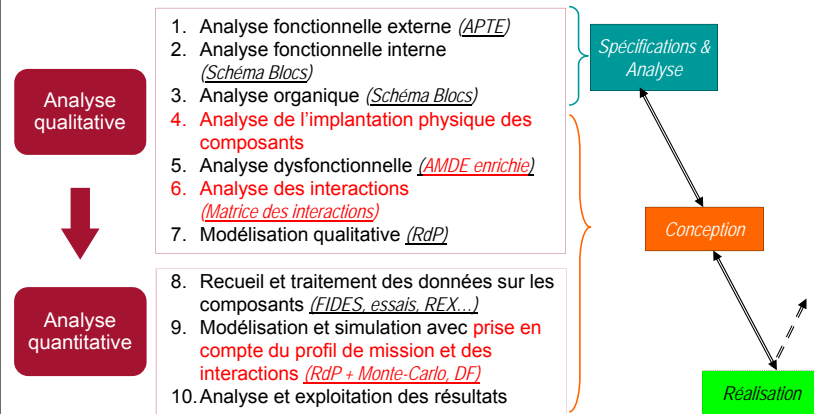 Analyse
qualitative
1. Analyse fonctionnelle externe (APTE)
2. Analyse fonctionnelle interne
(Schéma Blocs)
3. Analyse organique (Schéma Blocs)
4. Analyse de l'implantation physique des
composants
5. Analyse dysfonctionnelle (AMDE enrichie)
6. Analyse des interactions
(Matrice des interactions)
7. Modélisation qualitative (RdP)
Analyse
quantitative
8. Recueil et traitement des données sur les
composants (FIDES, essais, REX...)
9. Modélisation et simulation avec prise en
compte du profil de mission et des
interactions (RdP + Monte-Carlo, DF)
10. Analyse et exploitation des résultats
Spécifications &
Analyse
Conception
Réalisation